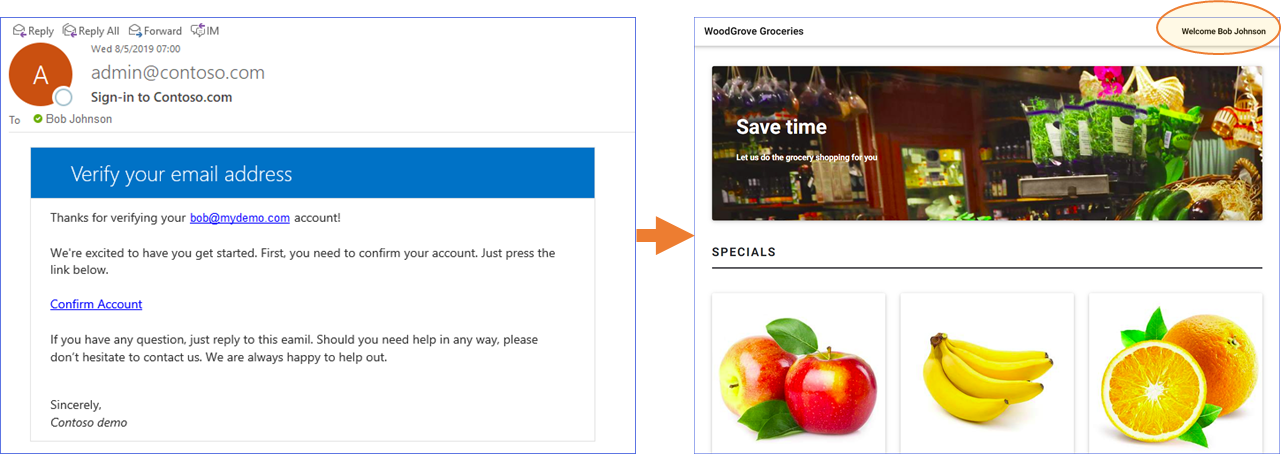 Reply Reply All Forward IM
Wed 8/5/2019 07:00
A
admin@contoso.com
Sign-in to Contoso.com
To Bob Johnson
Verify your email address
Thanks for verifying your bob@mydemo.com account!
We're excited to have you get started. First, you need to confirm your account. Just press the
link below.
Confirm Account
If you have any question, just reply to this eamil. Should you need help in any way, please
don't hesitate to contact us. We are always happy to help out.
Sincerely,
Contoso demo
WoodGrove Groceries
Welcome Bob Johnson
Save time
Let us do the grocery shopping for you
SPECIALS